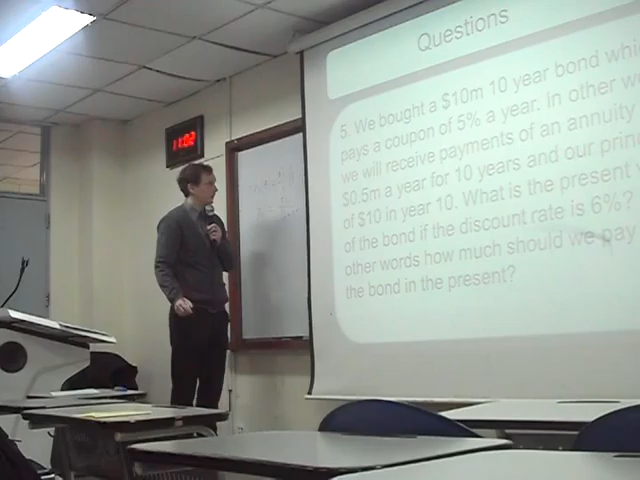 11:02
Questions
5. We bought a $10m 10 year bond
pays a coupon of 5% a year. In other
we will receive payments of an annuity
$0.5m a year for 10 years and our
of $10 in year 10. What is the present
of the bond if the discount rate is 6%?
other words how much should we pay
the bond in the present?